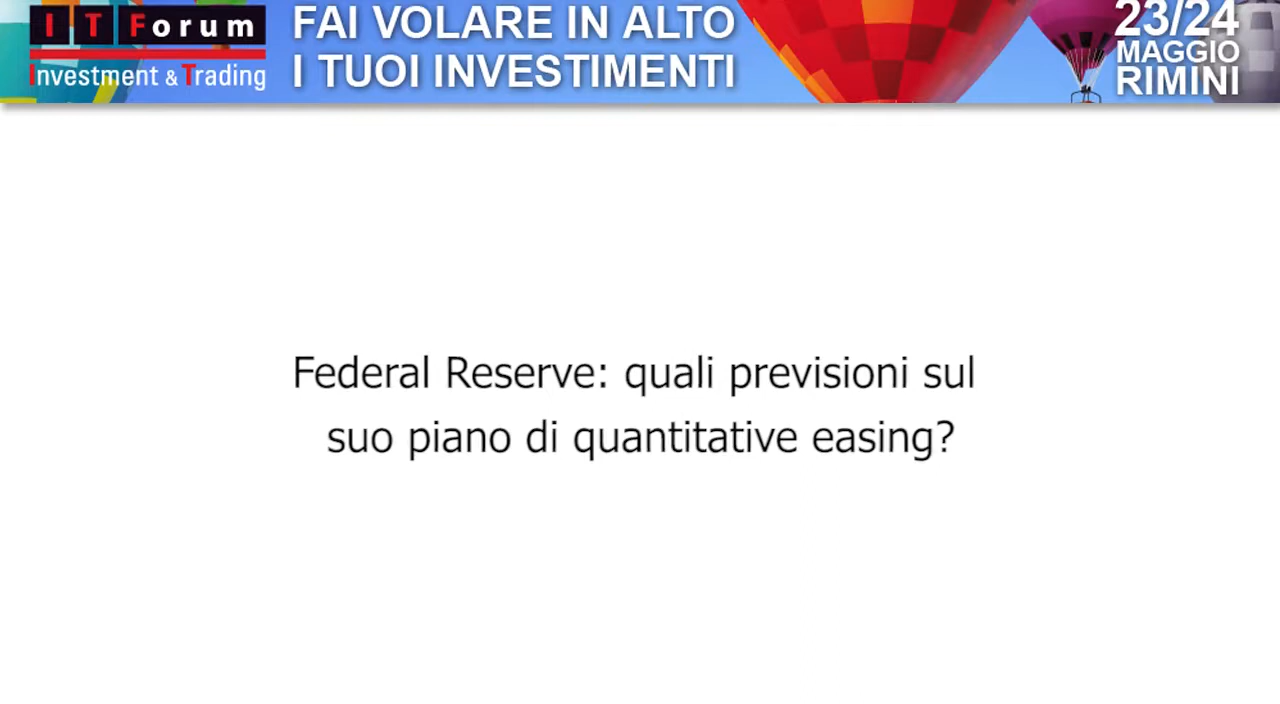 IT Forum
Investment & Trading
FAI VOLARE IN ALTO
I TUOI INVESTIMENTI
23/24
MAGGIO
RIMINI
Federal Reserve: quali previsioni sul
suo piano di quantitative easing?